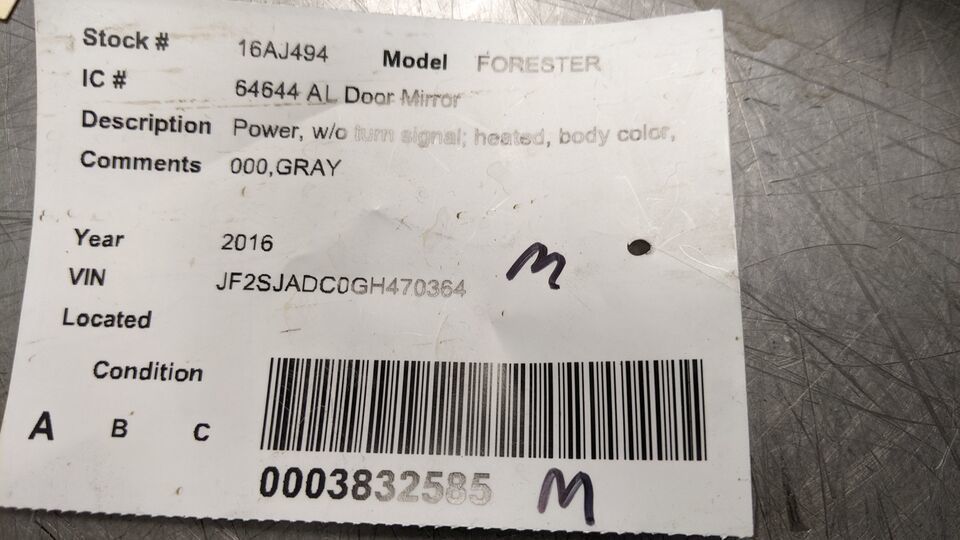 Stock # 16AJ494 Model FORESTER
IC # 64644 AL Door Mirror
Description Power, w/o turn signal; heated, body color,
Comments 000,GRAY
Year 2016
M
VIN JF2SJADC0GH470364
Located
Condition
A B C
0003832585 M